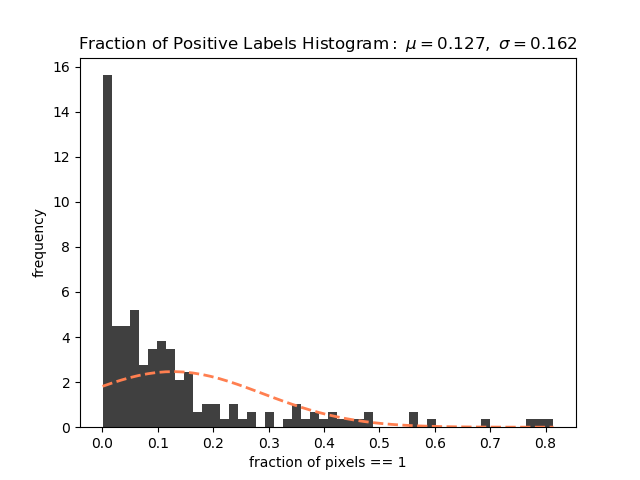 Fraction of Positive Labels Histogram: μ = 0.127, σ = 0.162
16
14
12
10
8
6
4
2
0
frequency
0.0 0.1 0.2 0.3 0.4 0.5 0.6 0.7 0.8
fraction of pixels == 1